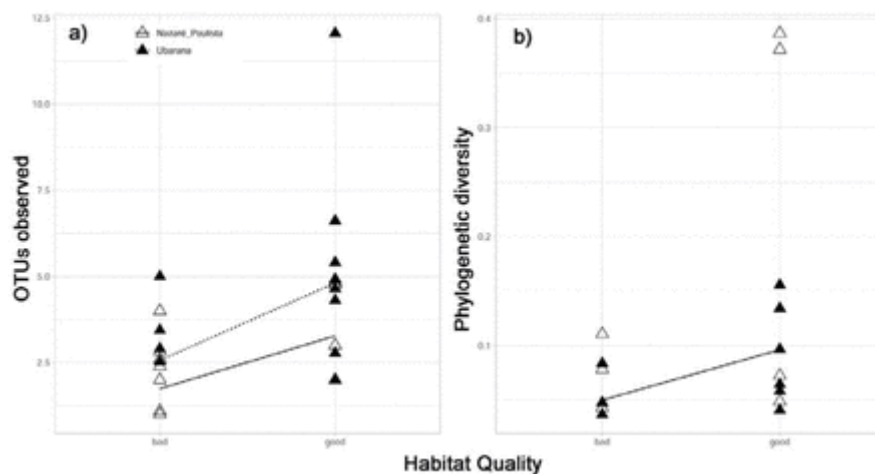 a)
Nazaré_Paulista
Ubarana
12.5
10.0
7.5
5.0
2.5
OTUs observed
bad
good
b)
0.4
0.3
0.2
0.1
Phylogenetic diversity
bad
good
Habitat Quality